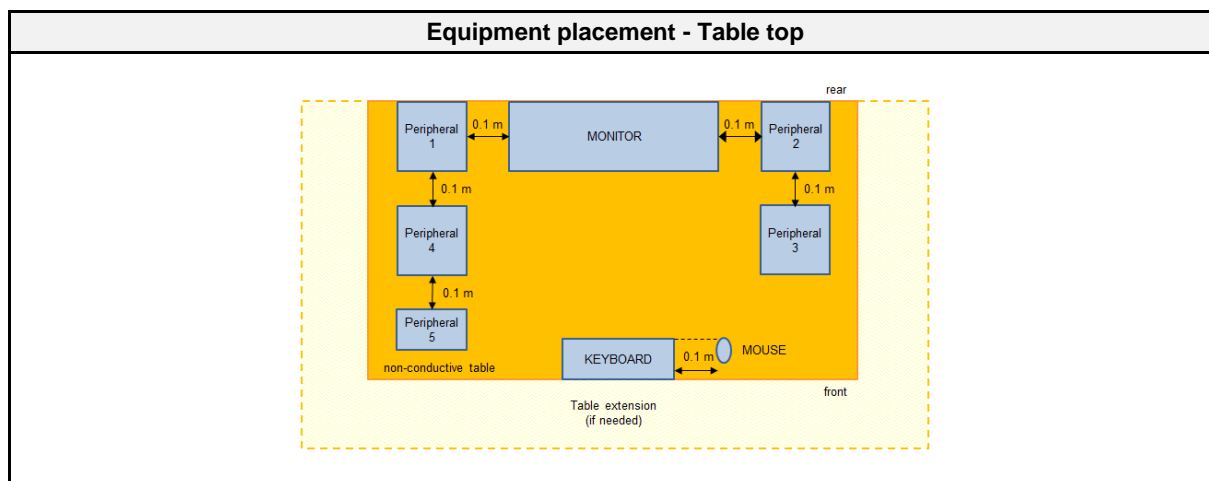 Equipment placement - Table top
rear
Peripheral
1
0.1 m
MONITOR
0.1 m
Peripheral
2
0.1 m
0.1 m
Peripheral
4
Peripheral
3
0.1 m
Peripheral
5
KEYBOARD
0.1 m
MOUSE
non-conductive table
front
Table extension
(if needed)